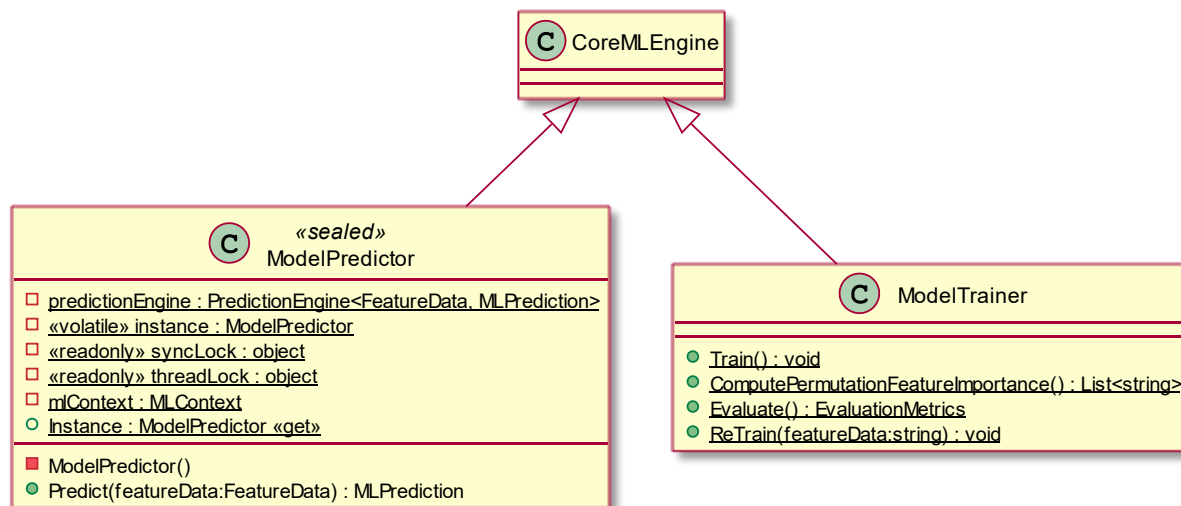 C CoreMLEngine
«sealed»
C ModelPredictor
predictionEngine : PredictionEngine<FeatureData, MLPrediction>
«volatile» instance : ModelPredictor
«readonly» syncLock : object
«readonly» threadLock : object
mlContext : MLContext
Instance : ModelPredictor «get»
ModelPredictor()
Predict(featureData:FeatureData) : MLPrediction
C ModelTrainer
Train() : void
ComputePermutationFeatureImportance() : List<string>
Evaluate() : EvaluationMetrics
ReTrain(featureData:string) : void